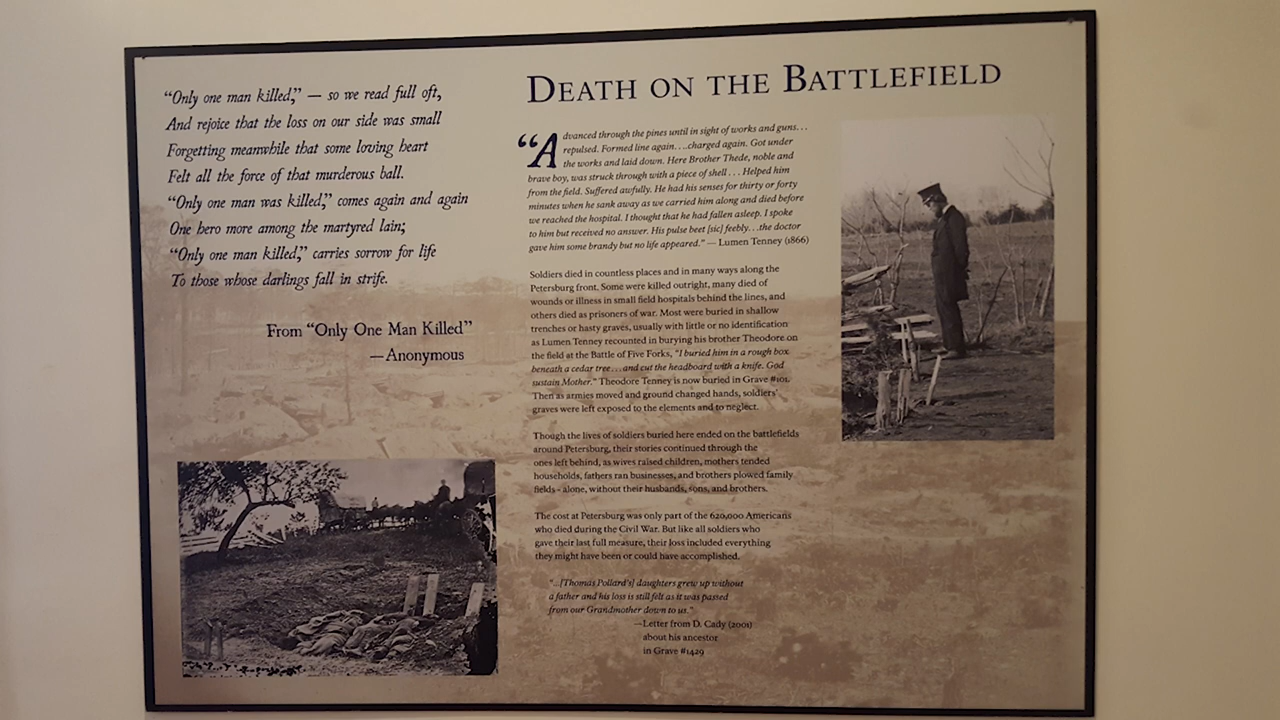 “Only one man killed,” — so we read full oft,
And rejoice that the loss on our side was small
Forgetting meanwhile that some loving heart
Felt all the force of that murderous ball.
“Only one man was killed,” comes again and again
One hero more among the martyred lain;
“Only one man killed,” carries sorrow for life
To those whose darlings fall in strife.
From “Only One Man Killed”
—Anonymous
DEATH ON THE BATTLEFIELD
“Advanced through the pines until in sight of works and guns…
repulsed. Formed line again. …charged again. Got under
the works and laid down. Here Brother Thede, noble and
brave boy, was struck through with a piece of shell . . . Helped him
from the field. Suffered awfully. He had his senses for thirty or forty
minutes when he sank away as we carried him along and died before
we reached the hospital. I thought that he had fallen asleep. I spoke
to him but received no answer. His pulse beet [sic] feebly. . .the doctor
gave him some brandy but no life appeared.” — Lumen Tenney (1866)
Soldiers died in countless places and in many ways along the
Petersburg front. Some were killed outright, many died of
wounds or illness in small field hospitals behind the lines, and
others died as prisoners of war. Most were buried in shallow
trenches or hasty graves, usually with little or no identification
as Lumen Tenney recounted in burying his brother Theodore on
the field at the Battle of Five Forks, “I buried him in a rough box
beneath a cedar tree. . .and cut the headboard with a knife. God
sustain Mother.” Theodore Tenney is now buried in Grave #101.
Then as armies moved and ground changed hands, soldiers’
graves were left exposed to the elements and to neglect.
Though the lives of soldiers buried here ended on the battlefields
around Petersburg, their stories continued through the
ones left behind, as wives raised children, mothers tended
households, fathers ran businesses, and brothers plowed family
fields - alone, without their husbands, sons, and brothers.
The cost at Petersburg was only part of the 620,000 Americans
who died during the Civil War. But like all soldiers who
gave their last full measure, their loss included everything
they might have been or could have accomplished.
“...[Thomas Pollard’s] daughters grew up without
a father and his loss is still felt as it was passed
from our Grandmother down to us.”
—Letter from D. Cady (2001)
about his ancestor
in Grave #1429